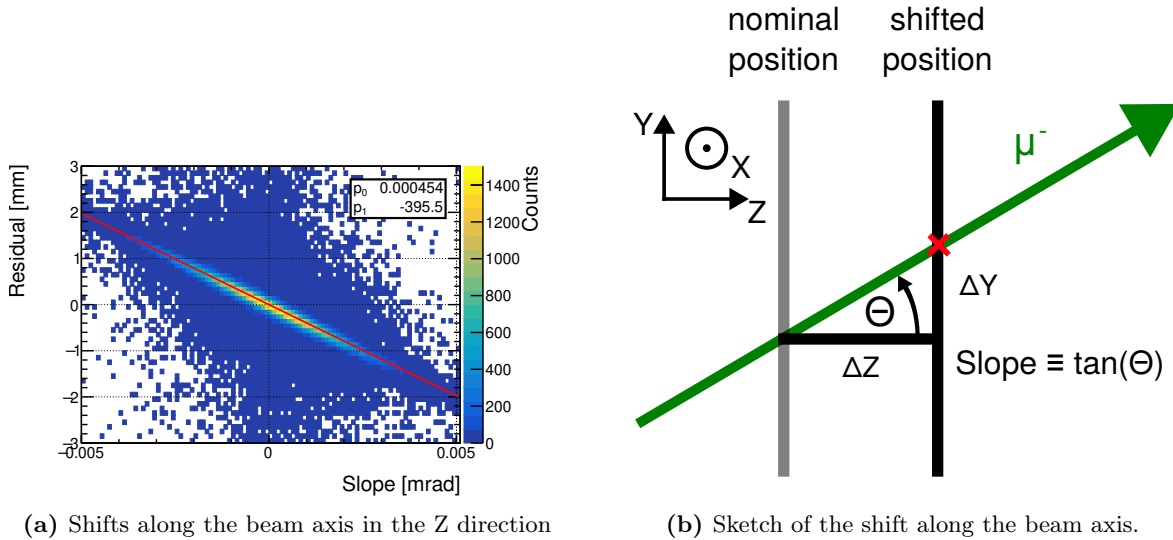 Residual [mm]
3
2
1
0
−1
−2
−3
p0 0.000454
p1 -395.5
1400
1200
1000
800
600
400
200
0
Counts
−0.005
0
0.005
Slope [mrad]
(a) Shifts along the beam axis in the Z direction
nominal
position
shifted
position
Y
X
Z
μ-
Θ
ΔY
ΔZ
Slope ≡ tan(Θ)
(b) Sketch of the shift along the beam axis.